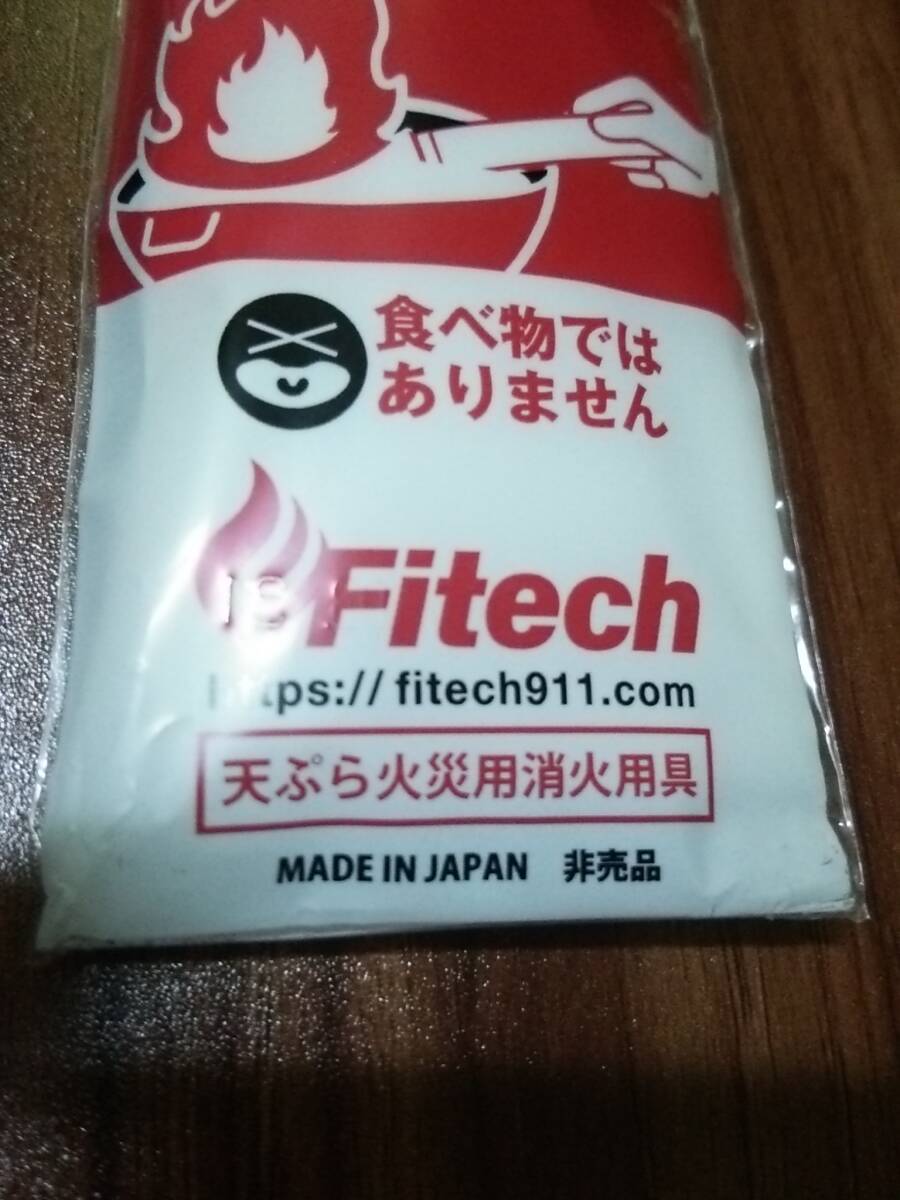 食べ物では
ありません
Fitech
https://fitech911.com
天ぷら火災用消火用具
MADE IN JAPAN 非売品